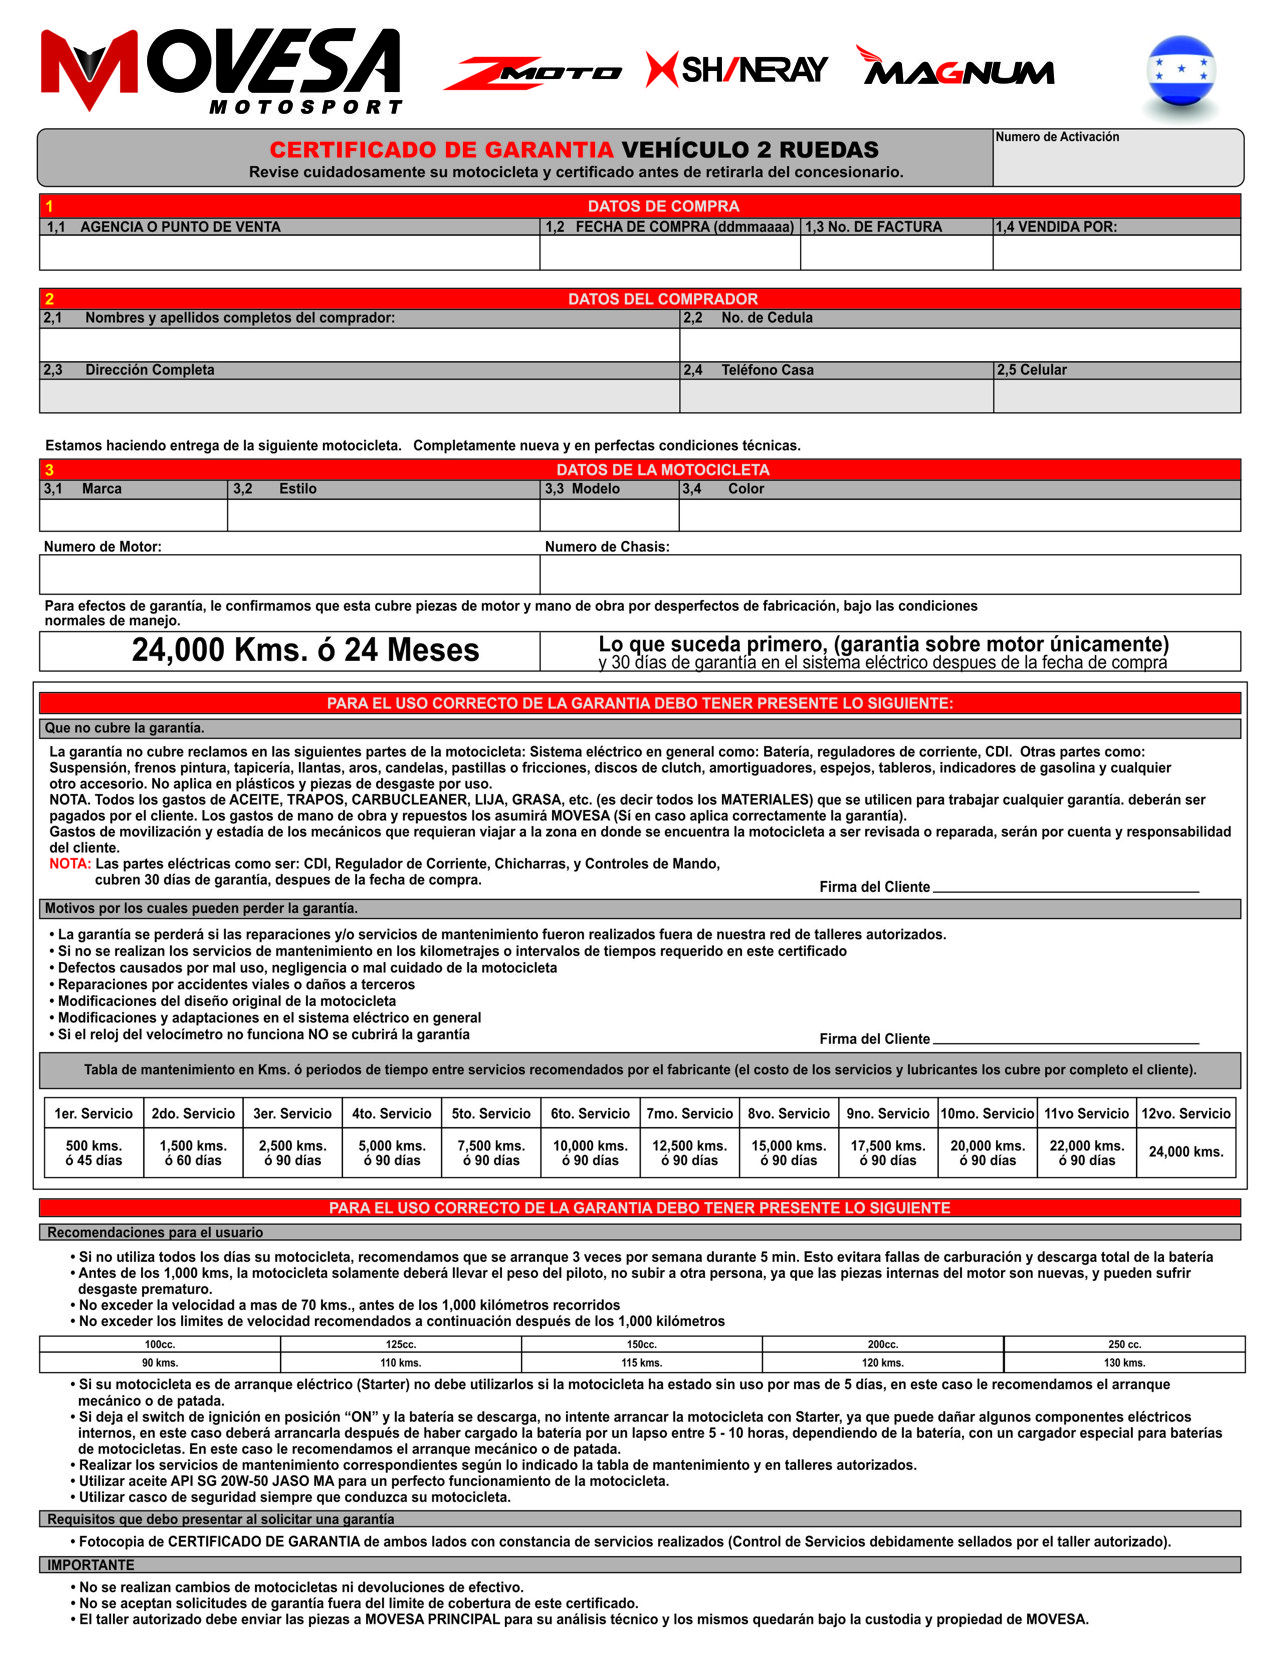 MOVESA
MOTOSPORT
ZMOTO
SHINERAY
MAGNUM
CERTIFICADO DE GARANTIA VEHÍCULO 2 RUEDAS
Revise cuidadosamente su motocicleta y certificado antes de retirarla del concesionario.
Numero de Activación
1 DATOS DE COMPRA
1,1 AGENCIA O PUNTO DE VENTA 1,2 FECHA DE COMPRA (ddmmaaaa) 1,3 No. DE FACTURA 1,4 VENDIDA POR:
2 DATOS DEL COMPRADOR
2,1 Nombres y apellidos completos del comprador: 2,2 No. de Cedula
2,3 Dirección Completa 2,4 Teléfono Casa 2,5 Celular
Estamos haciendo entrega de la siguiente motocicleta. Completamente nueva y en perfectas condiciones técnicas.
3 DATOS DE LA MOTOCICLETA
3,1 Marca 3,2 Estilo 3,3 Modelo 3,4 Color
Numero de Motor: Numero de Chasis:
Para efectos de garantía, le confirmamos que esta cubre piezas de motor y mano de obra por desperfectos de fabricación, bajo las condiciones
normales de manejo.
24,000 Kms. ó 24 Meses
Lo que suceda primero, (garantia sobre motor únicamente)
y 30 días de garantía en el sistema eléctrico despues de la fecha de compra
PARA EL USO CORRECTO DE LA GARANTIA DEBO TENER PRESENTE LO SIGUIENTE:
Que no cubre la garantía.
La garantía no cubre reclamos en las siguientes partes de la motocicleta: Sistema eléctrico en general como: Batería, reguladores de corriente, CDI. Otras partes como:
Suspensión, frenos pintura, tapicería, llantas, aros, candelas, pastillas o fricciones, discos de clutch, amortiguadores, espejos, tableros, indicadores de gasolina y cualquier
otro accesorio. No aplica en plásticos y piezas de desgaste por uso.
NOTA. Todos los gastos de ACEITE, TRAPOS, CARBUCLEANER, LIJA, GRASA, etc. (es decir todos los MATERIALES) que se utilicen para trabajar cualquier garantía. deberán ser
pagados por el cliente. Los gastos de mano de obra y repuestos los asumirá MOVESA (Sí en caso aplica correctamente la garantía).
Gastos de movilización y estadía de los mecánicos que requieran viajar a la zona en donde se encuentra la motocicleta a ser revisada o reparada, serán por cuenta y responsabilidad
del cliente.
NOTA: Las partes eléctricas como ser: CDI, Regulador de Corriente, Chicharras, y Controles de Mando,
cubren 30 dias de garantía, despues de la fecha de compra.
Firma del Cliente
Motivos por los cuales pueden perder la garantía.
• La garantía se perderá si las reparaciones y/o servicios de mantenimiento fueron realizados fuera de nuestra red de talleres autorizados.
• Si no se realizan los servicios de mantenimiento en los kilometrajes o intervalos de tiempos requerido en este certificado
• Defectos causados por mal uso, negligencia o mal cuidado de la motocicleta
• Reparaciones por accidentes viales o daños a terceros
• Modificaciones del diseño original de la motocicleta
• Modificaciones y adaptaciones en el sistema eléctrico en general
• Si el reloj del velocímetro no funciona NO se cubrirá la garantía
Firma del Cliente
Tabla de mantenimiento en Kms. ó periodos de tiempo entre servicios recomendados por el fabricante (el costo de los servicios y lubricantes los cubre por completo el cliente).
1er. Servicio 2do. Servicio 3er. Servicio 4to. Servicio 5to. Servicio 6to. Servicio 7mo. Servicio 8vo. Servicio 9no. Servicio 10mo. Servicio 11vo Servicio 12vo. Servicio
500 kms. 1,500 kms. 2,500 kms. 5,000 kms. 7,500 kms. 10,000 kms. 12,500 kms. 15,000 kms. 17,500 kms. 20,000 kms. 22,000 kms. 24,000 kms.
ó 45 días ó 60 días ó 90 días ó 90 días ó 90 días ó 90 días ó 90 días ó 90 días ó 90 días ó 90 días ó 90 días
PARA EL USO CORRECTO DE LA GARANTIA DEBO TENER PRESENTE LO SIGUIENTE
Recomendaciones para el usuario
• Si no utiliza todos los días su motocicleta, recomendamos que se arranque 3 veces por semana durante 5 min. Esto evitara fallas de carburación y descarga total de la batería
• Antes de los 1,000 kms, la motocicleta solamente deberá llevar el peso del piloto, no subir a otra persona, ya que las piezas internas del motor son nuevas, y pueden sufrir
desgaste prematuro.
• No exceder la velocidad a mas de 70 kms., antes de los 1,000 kilómetros recorridos
• No exceder los limites de velocidad recomendados a continuación después de los 1,000 kilómetros
100cc. 125cc. 150cc. 200cc. 250 cc.
90 kms. 110 kms. 115 kms. 120 kms. 130 kms.
• Si su motocicleta es de arranque eléctrico (Starter) no debe utilizarlos si la motocicleta ha estado sin uso por mas de 5 días, en este caso le recomendamos el arranque
mecánico o de patada.
• Si deja el switch de ignición en posición “ON” y la batería se descarga, no intente arrancar la motocicleta con Starter, ya que puede dañar algunos componentes eléctricos
internos, en este caso deberá arrancarla después de haber cargado la batería por un lapso entre 5 - 10 horas, dependiendo de la batería, con un cargador especial para baterías
de motocicletas. En este caso le recomendamos el arranque mecánico o de patada.
• Realizar los servicios de mantenimiento correspondientes según lo indicado la tabla de mantenimiento y en talleres autorizados.
• Utilizar aceite API SG 20W-50 JASO MA para un perfecto funcionamiento de la motocicleta.
• Utilizar casco de seguridad siempre que conduzca su motocicleta.
Requisitos que debo presentar al solicitar una garantía
• Fotocopia de CERTIFICADO DE GARANTIA de ambos lados con constancia de servicios realizados (Control de Servicios debidamente sellados por el taller autorizado).
IMPORTANTE
• No se realizan cambios de motocicletas ni devoluciones de efectivo.
• No se aceptan solicitudes de garantía fuera del limite de cobertura de este certificado.
• El taller autorizado debe enviar las piezas a MOVESA PRINCIPAL para su análisis técnico y los mismos quedarán bajo la custodia y propiedad de MOVESA.